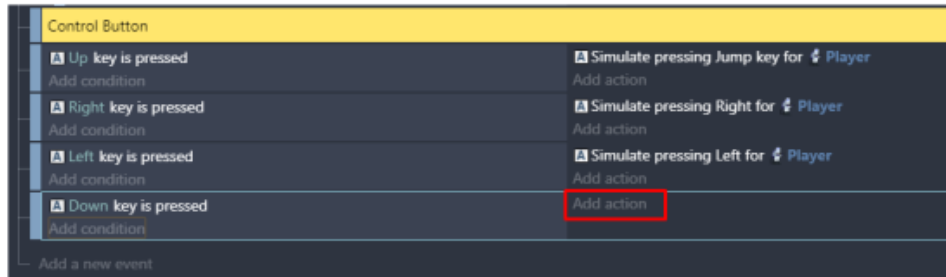 Control Button
Up key is pressed
Simulate pressing Jump key for Player
Add condition
Add action
Right key is pressed
Simulate pressing Right for Player
Add condition
Add action
Left key is pressed
Simulate pressing Left for Player
Add condition
Add action
Down key is pressed
Add action
Add condition
Add a new event